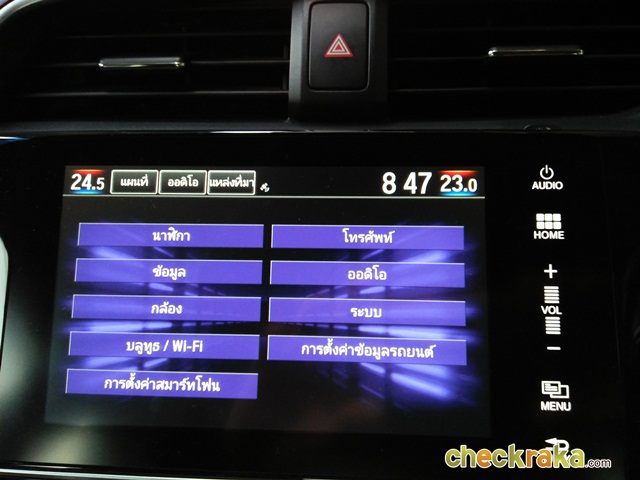 24.5 แผนที่ ออดิโอ แหล่งที่มา 8 47 23.0
นาฬิกา โทรศัพท์
ข้อมูล ออดิโอ
กล้อง ระบบ
บลูทูธ / Wi-Fi การตั้งค่าข้อมูลรถยนต์
การตั้งค่าสมาร์ทโฟน
AUDIO
HOME
+
VOL
−
MENU
checkraka.com